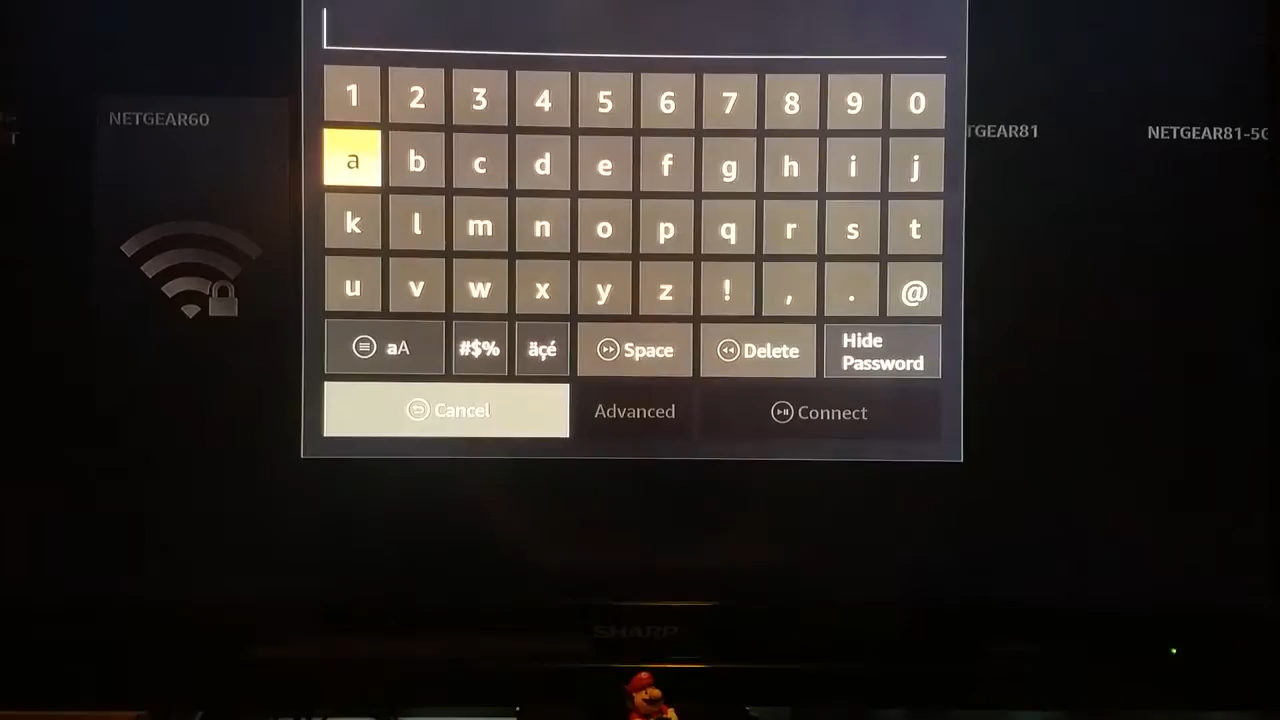 NETGEAR60
1 2 3 4 5 6 7 8 9 0
a b c d e f g h i j
k l m n o p q r s t
u v w x y z ! , . @
aA #$% äçé Space Delete Hide
Password
Cancel Advanced Connect
TGEAR81
NETGEAR81-5G
SHARP